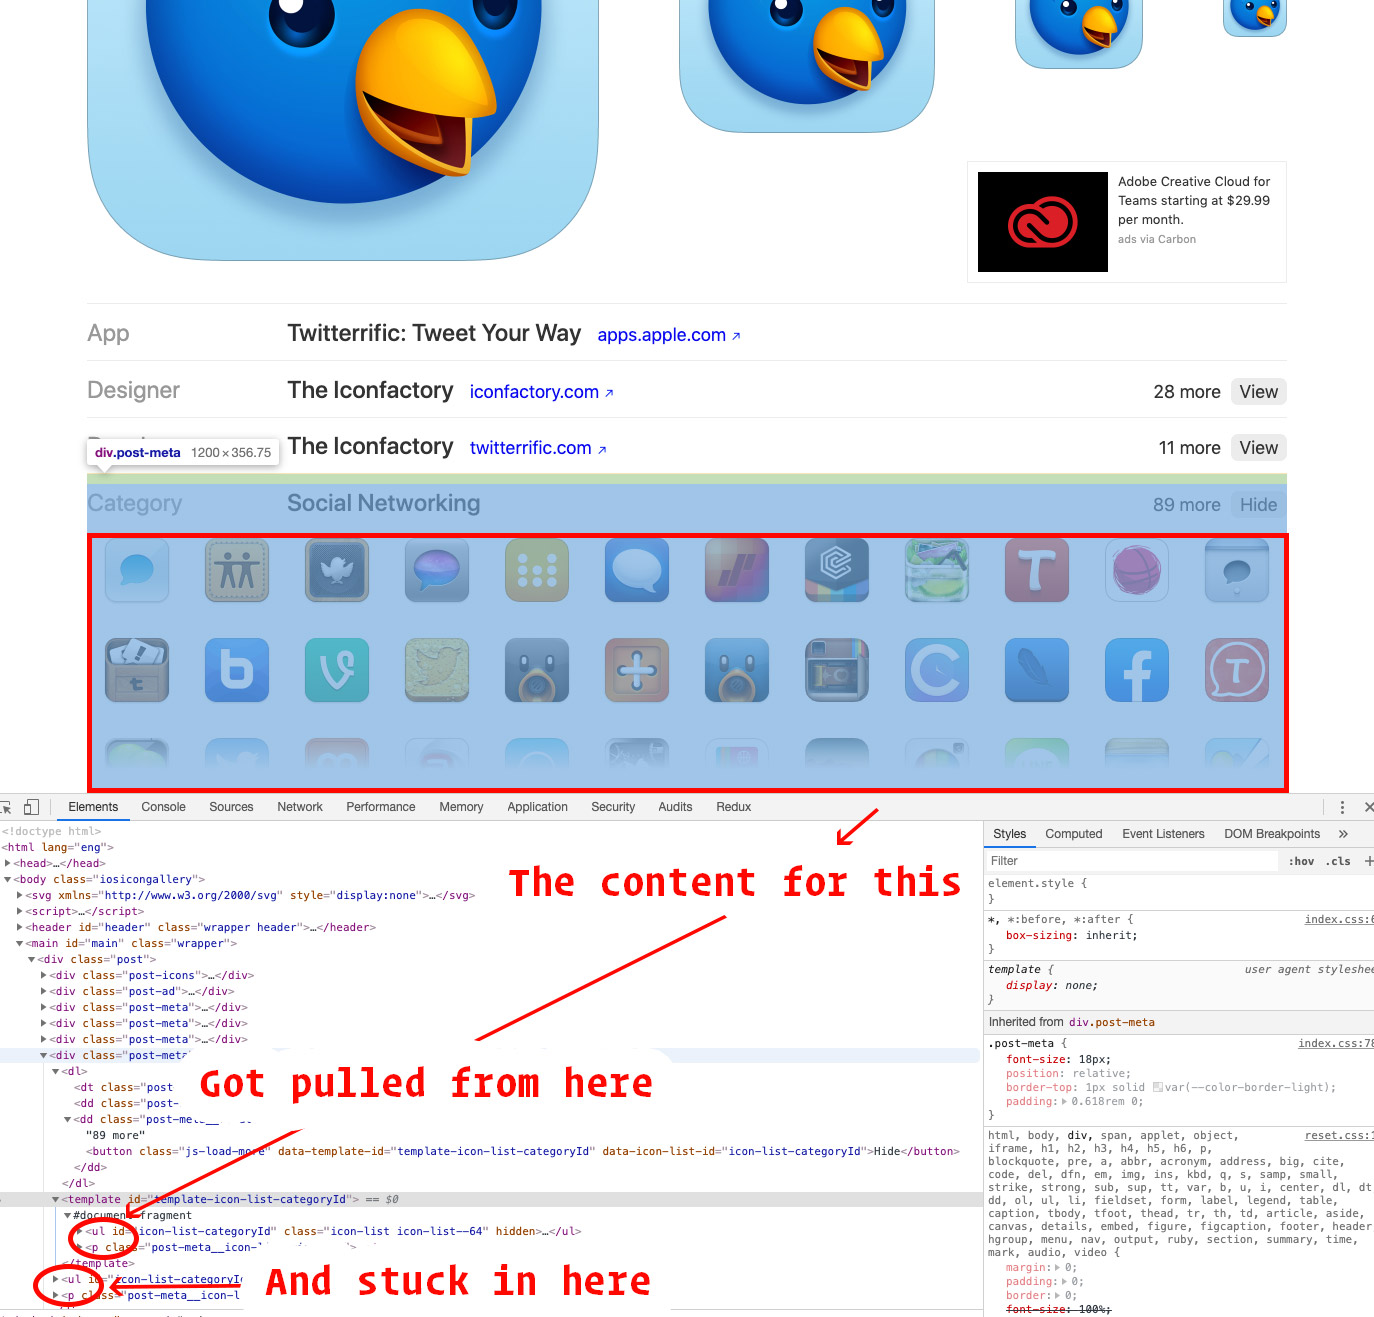 Adobe Creative Cloud for
Teams starting at $29.99
per month.
ads via Carbon
App Twitterrific: Tweet Your Way apps.apple.com ↗
Designer The Iconfactory iconfactory.com ↗ 28 more View
The Iconfactory twitterrific.com ↗ 11 more View
div.post-meta 1200 × 356.75
Category Social Networking 89 more Hide
Elements Console Sources Network Performance Memory Application Security Audits Redux
<!doctype html>
<html lang="eng">
<head>…</head>
<body class="iosicongallery">
<svg xmlns="http://www.w3.org/2000/svg" style="display:none">…</svg>
<script>…</script>
<header id="header" class="wrapper header">…</header>
<main id="main" class="wrapper">
<div class="post">
<div class="post-icons">…</div>
<div class="post-ad">…</div>
<div class="post-meta">…</div>
<div class="post-meta">…</div>
<div class="post-meta">…</div>
<div class="post-meta
<dl>
<dt class="post
<dd class="post-
<dd class="post-meta__
"89 more"
<button class="js-load-more" data-template-id="template-icon-list-categoryId" data-icon-list-id="icon-list-categoryId">Hide</button>
</dd>
</dl>
<template id="template-icon-list-categoryId"> == $0
#document-fragment
<ul id="icon-list-categoryId" class="icon-list icon-list--64" hidden>…</ul>
<p class="post-meta__icon-l
</template>
<ul id="icon-list-categoryId
<p class="post-meta__icon-l
The content for this
Got pulled from here
And stuck in here
Styles Computed Event Listeners DOM Breakpoints »
Filter :hov .cls +
element.style {
}
*, *:before, *:after { index.css:6
box-sizing: inherit;
}
template { user agent styleshee
display: none;
}
Inherited from div.post-meta
.post-meta { index.css:78
font-size: 18px;
position: relative;
border-top: 1px solid var(--color-border-light);
padding: 0.618rem 0;
}
html, body, div, span, applet, object, reset.css:1
iframe, h1, h2, h3, h4, h5, h6, p,
blockquote, pre, a, abbr, acronym, address, big, cite,
code, del, dfn, em, img, ins, kbd, q, s, samp, small,
strike, strong, sub, sup, tt, var, b, u, i, center, dl, dt
dd, ol, ul, li, fieldset, form, label, legend, table,
caption, tbody, tfoot, thead, tr, th, td, article, aside,
canvas, details, embed, figure, figcaption, footer, header
hgroup, menu, nav, output, ruby, section, summary, time,
mark, audio, video {
margin: 0;
padding: 0;
border: 0;
font-size: 100%;